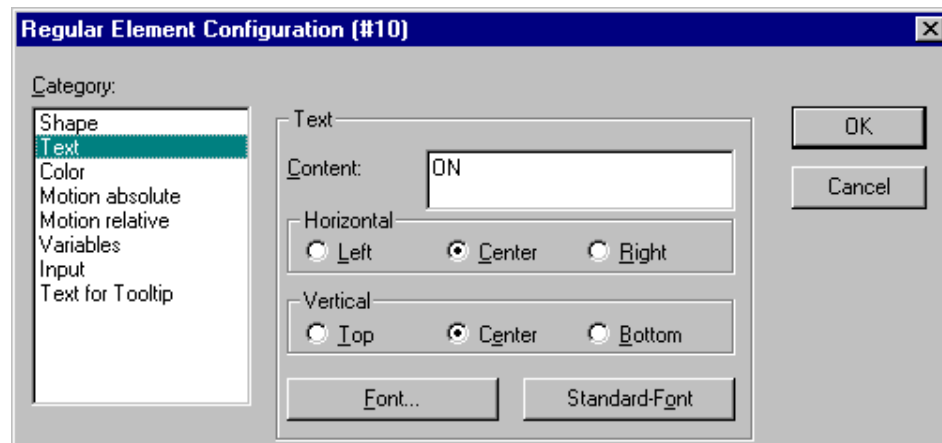 Regular Element Configuration (#10)
Category:
Shape
Text
Color
Motion absolute
Motion relative
Variables
Input
Text for Tooltip
Text
Content:
ON
Horizontal
Left Center Right
Vertical
Top Center Bottom
Font... Standard-Font
OK
Cancel